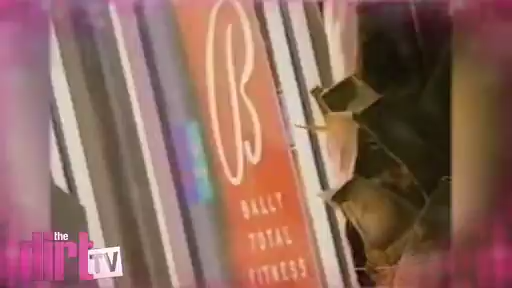 B
BALLY
TOTAL
FITNESS
the
dirt
TV